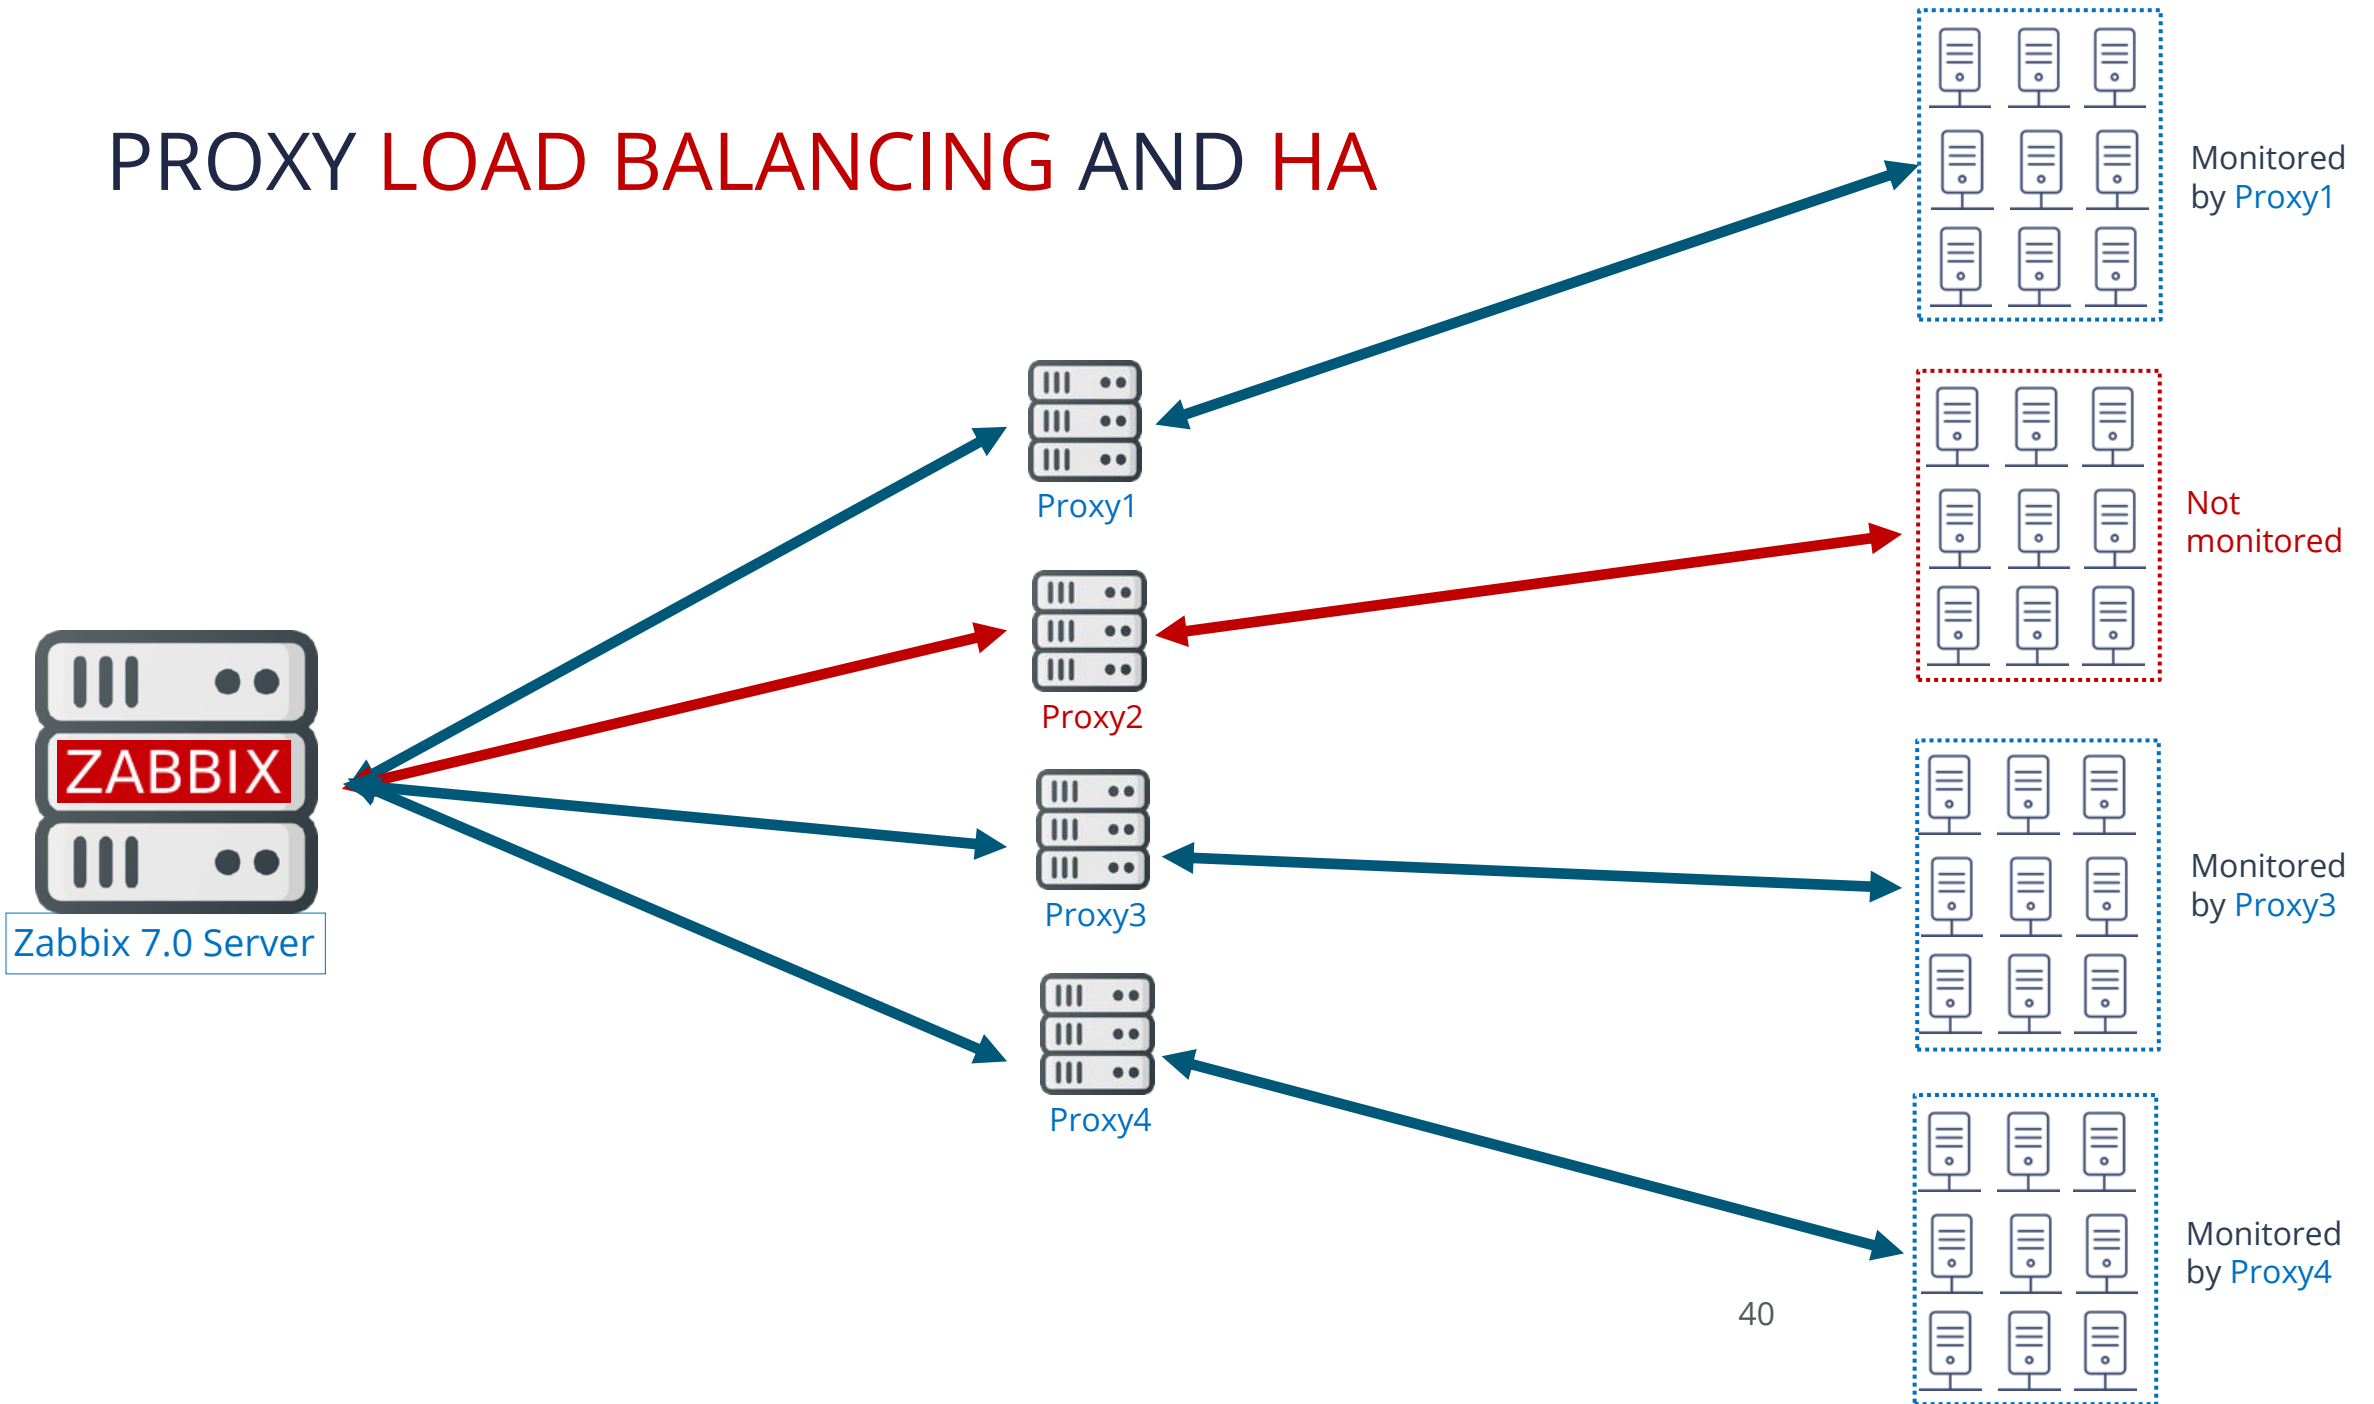 PROXY LOAD BALANCING AND HA
Monitored
by Proxy1
Proxy1
Not
monitored
Proxy2
ZABBIX
Zabbix 7.0 Server
Proxy3
Monitored
by Proxy3
Proxy4
Monitored
by Proxy4
40